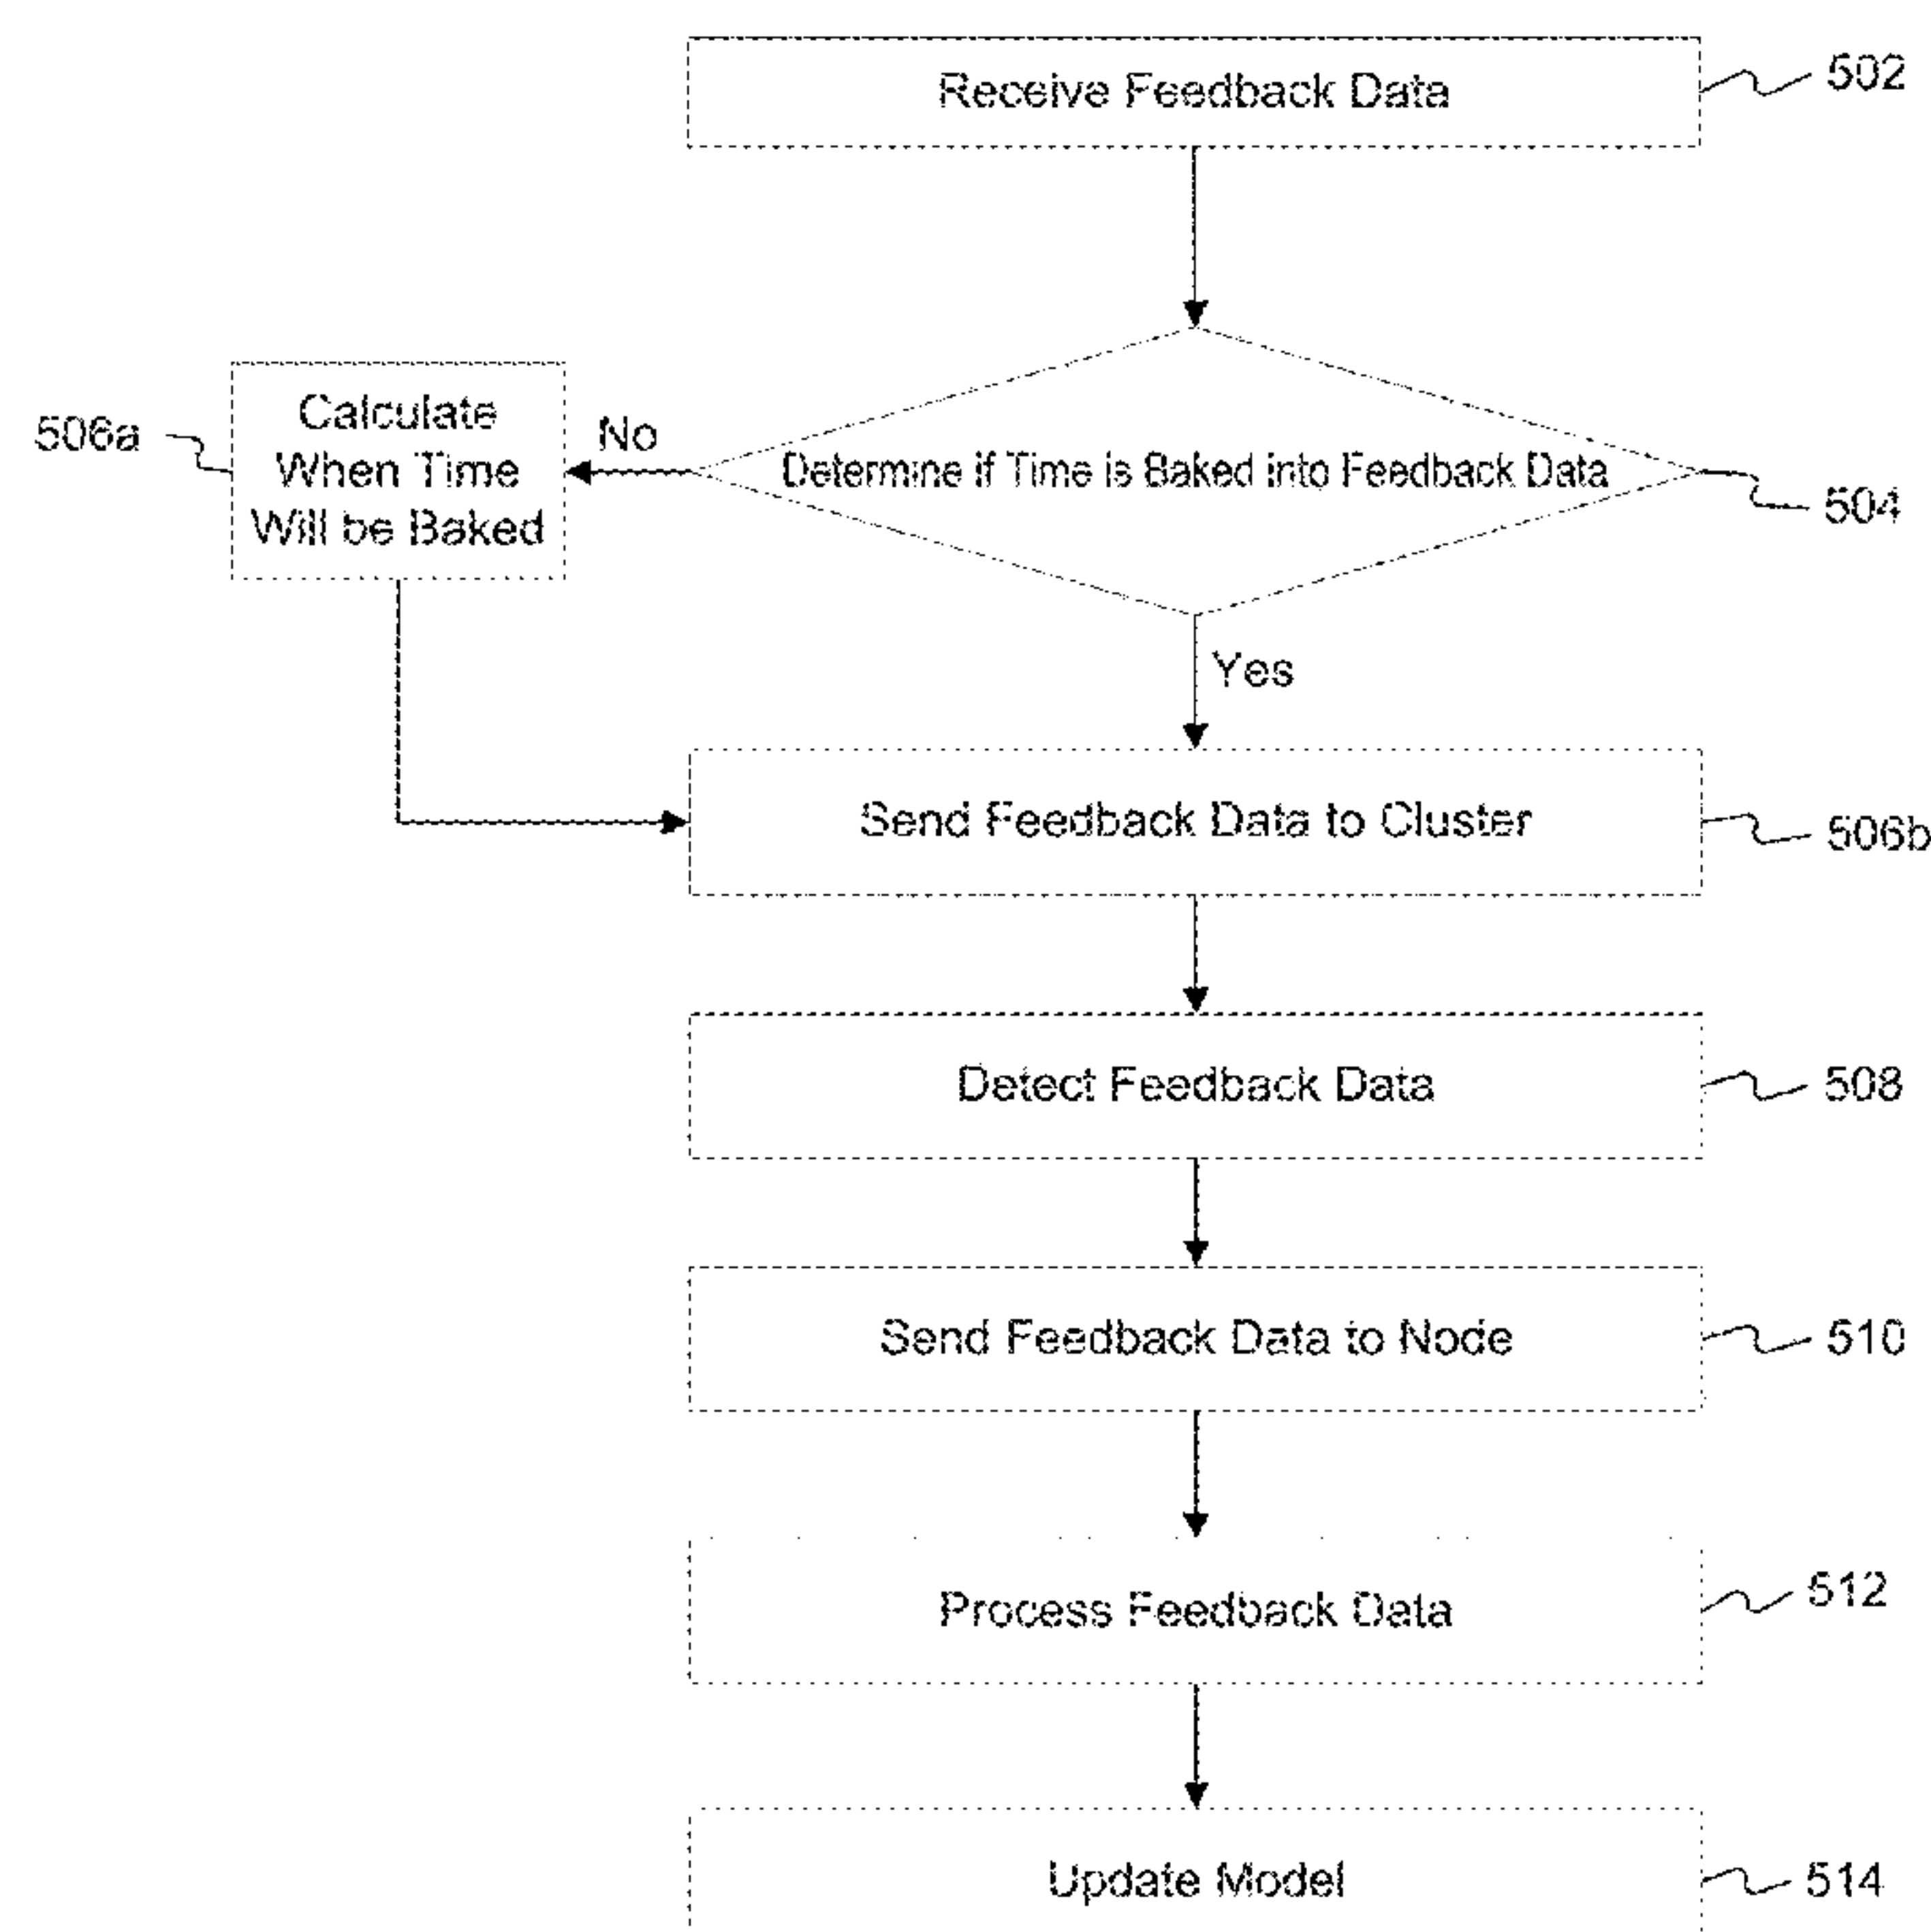 Receive Feedback Data
502
Determine if Time is Baked into Feedback Data
504
No
Calculate
When Time
Will be Baked
506a
Yes
Send Feedback Data to Cluster
506b
Detect Feedback Data
508
Send Feedback Data to Node
510
Process Feedback Data
512
Update Model
514